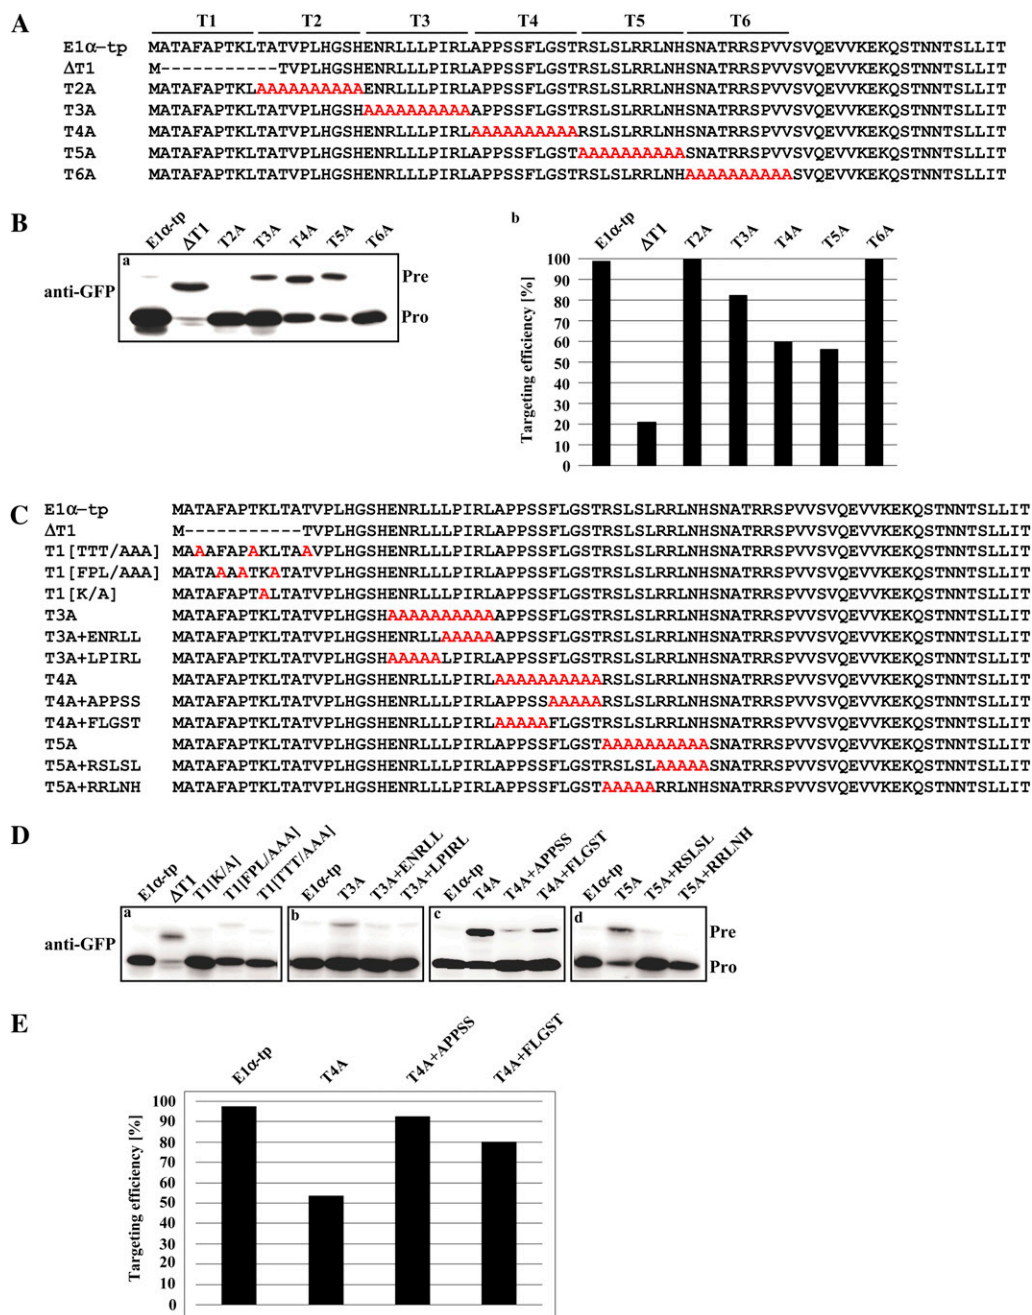 A
T1 T2 T3 T4 T5 T6
E1α-tp MATAFAPTKLTATVPLHGSHENRLLLPIRLAPPSSFLGSTRSLSLRRLNHSNATRRSPVVSVQEVVKEKQSTNNTSLLIT
ΔT1 M-----------TVPLHGSHENRLLLPIRLAPPSSFLGSTRSLSLRRLNHSNATRRSPVVSVQEVVKEKQSTNNTSLLIT
T2A MATAFAPTKLAAAAAAAAAAENRLLLPIRLAPPSSFLGSTRSLSLRRLNHSNATRRSPVVSVQEVVKEKQSTNNTSLLIT
T3A MATAFAPTKLTATVPLHGSHAAAAAAAAAAAPPSSFLGSTRSLSLRRLNHSNATRRSPVVSVQEVVKEKQSTNNTSLLIT
T4A MATAFAPTKLTATVPLHGSHENRLLLPIRLAAAAAAAAAARSLSLRRLNHSNATRRSPVVSVQEVVKEKQSTNNTSLLIT
T5A MATAFAPTKLTATVPLHGSHENRLLLPIRLAPPSSFLGSTAAAAAAAAAASNATRRSPVVSVQEVVKEKQSTNNTSLLIT
T6A MATAFAPTKLTATVPLHGSHENRLLLPIRLAPPSSFLGSTRSLSLRRLNHAAAAAAAAAASVQEVVKEKQSTNNTSLLIT
B
E1α-tp ΔT1 T2A T3A T4A T5A T6A
a
anti-GFP
Pre
Pro
b
E1α-tp ΔT1 T2A T3A T4A T5A T6A
Targeting efficiency [%]
100
90
80
70
60
50
40
30
20
10
0
C
E1α-tp MATAFAPTKLTATVPLHGSHENRLLLPIRLAPPSSFLGSTRSLSLRRLNHSNATRRSPVVSVQEVVKEKQSTNNTSLLIT
ΔT1 M-----------TVPLHGSHENRLLLPIRLAPPSSFLGSTRSLSLRRLNHSNATRRSPVVSVQEVVKEKQSTNNTSLLIT
T1[TTT/AAA] MAAAFAPAKLTAAVPLHGSHENRLLLPIRLAPPSSFLGSTRSLSLRRLNHSNATRRSPVVSVQEVVKEKQSTNNTSLLIT
T1[FPL/AAA] MATAAAATKATATVPLHGSHENRLLLPIRLAPPSSFLGSTRSLSLRRLNHSNATRRSPVVSVQEVVKEKQSTNNTSLLIT
T1[K/A] MATAFAPTALTATVPLHGSHENRLLLPIRLAPPSSFLGSTRSLSLRRLNHSNATRRSPVVSVQEVVKEKQSTNNTSLLIT
T3A MATAFAPTKLTATVPLHGSHAAAAAAAAAAAPPSSFLGSTRSLSLRRLNHSNATRRSPVVSVQEVVKEKQSTNNTSLLIT
T3A+ENRLL MATAFAPTKLTATVPLHGSHENRLLAAAAAAPPSSFLGSTRSLSLRRLNHSNATRRSPVVSVQEVVKEKQSTNNTSLLIT
T3A+LPIRL MATAFAPTKLTATVPLHGSHAAAAALPIRLAPPSSFLGSTRSLSLRRLNHSNATRRSPVVSVQEVVKEKQSTNNTSLLIT
T4A MATAFAPTKLTATVPLHGSHENRLLLPIRLAAAAAAAAAARSLSLRRLNHSNATRRSPVVSVQEVVKEKQSTNNTSLLIT
T4A+APPSS MATAFAPTKLTATVPLHGSHENRLLLPIRLAPPSSAAAAARSLSLRRLNHSNATRRSPVVSVQEVVKEKQSTNNTSLLIT
T4A+FLGST MATAFAPTKLTATVPLHGSHENRLLLPIRLAAAAAFLGSTRSLSLRRLNHSNATRRSPVVSVQEVVKEKQSTNNTSLLIT
T5A MATAFAPTKLTATVPLHGSHENRLLLPIRLAPPSSFLGSTAAAAAAAAAASNATRRSPVVSVQEVVKEKQSTNNTSLLIT
T5A+RSLSL MATAFAPTKLTATVPLHGSHENRLLLPIRLAPPSSFLGSTRSLSLAAAAASNATRRSPVVSVQEVVKEKQSTNNTSLLIT
T5A+RRLNH MATAFAPTKLTATVPLHGSHENRLLLPIRLAPPSSFLGSTAAAAARRLNHSNATRRSPVVSVQEVVKEKQSTNNTSLLIT
D
E1α-tp ΔT1 T1[K/A] T1[FPL/AAA] T1[TTT/AAA]
E1α-tp T3A T3A+ENRLL T3A+LPIRL
E1α-tp T4A T4A+APPSS T4A+FLGST
E1α-tp T5A T5A+RSLSL T5A+RRLNH
a b c d
anti-GFP
Pre
Pro
E
E1α-tp T4A T4A+APPSS T4A+FLGST
Targeting efficiency [%]
100
90
80
70
60
50
40
30
20
10
0